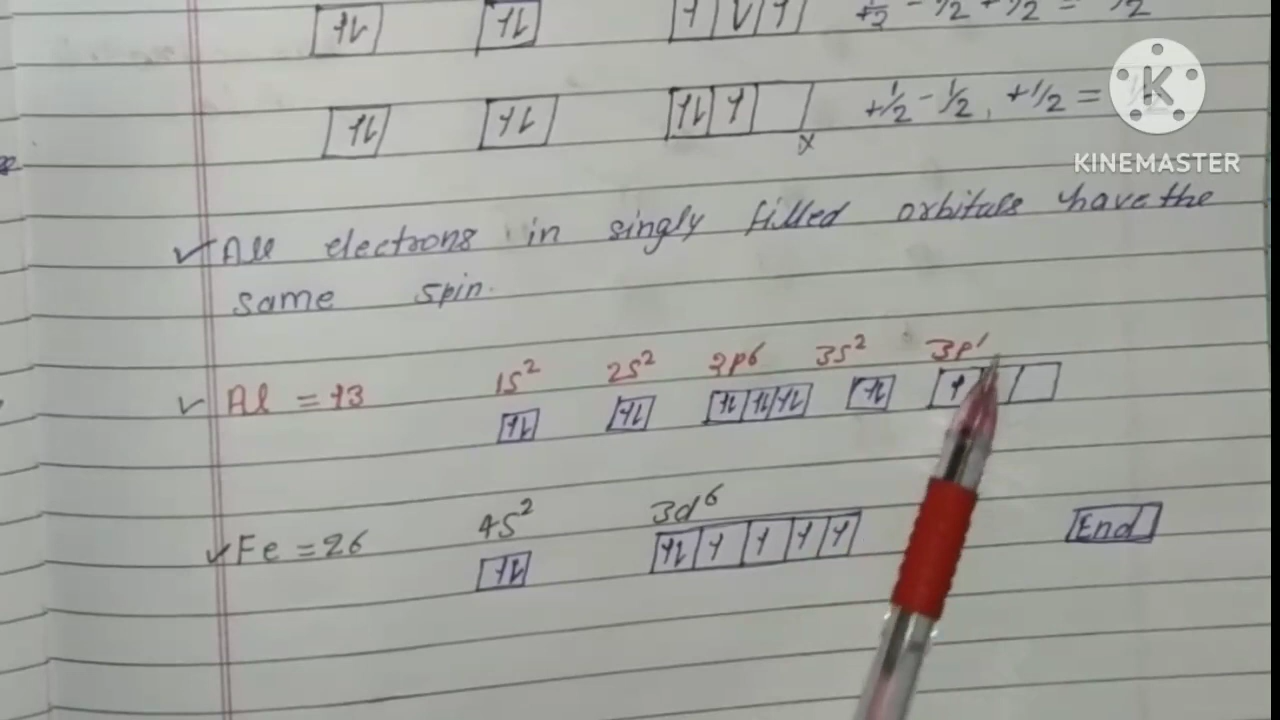 +1/2 - 1/2 + 1/2 = 1/2
+1/2 - 1/2, +1/2 =
K
KINEMASTER
x
✓ All electrons in singly filled orbitals have the
same spin.
✓ Al = 13 1s² 2s² 2p⁶ 3s² 3p¹
✓ Fe = 26 4s² 3d⁶
End